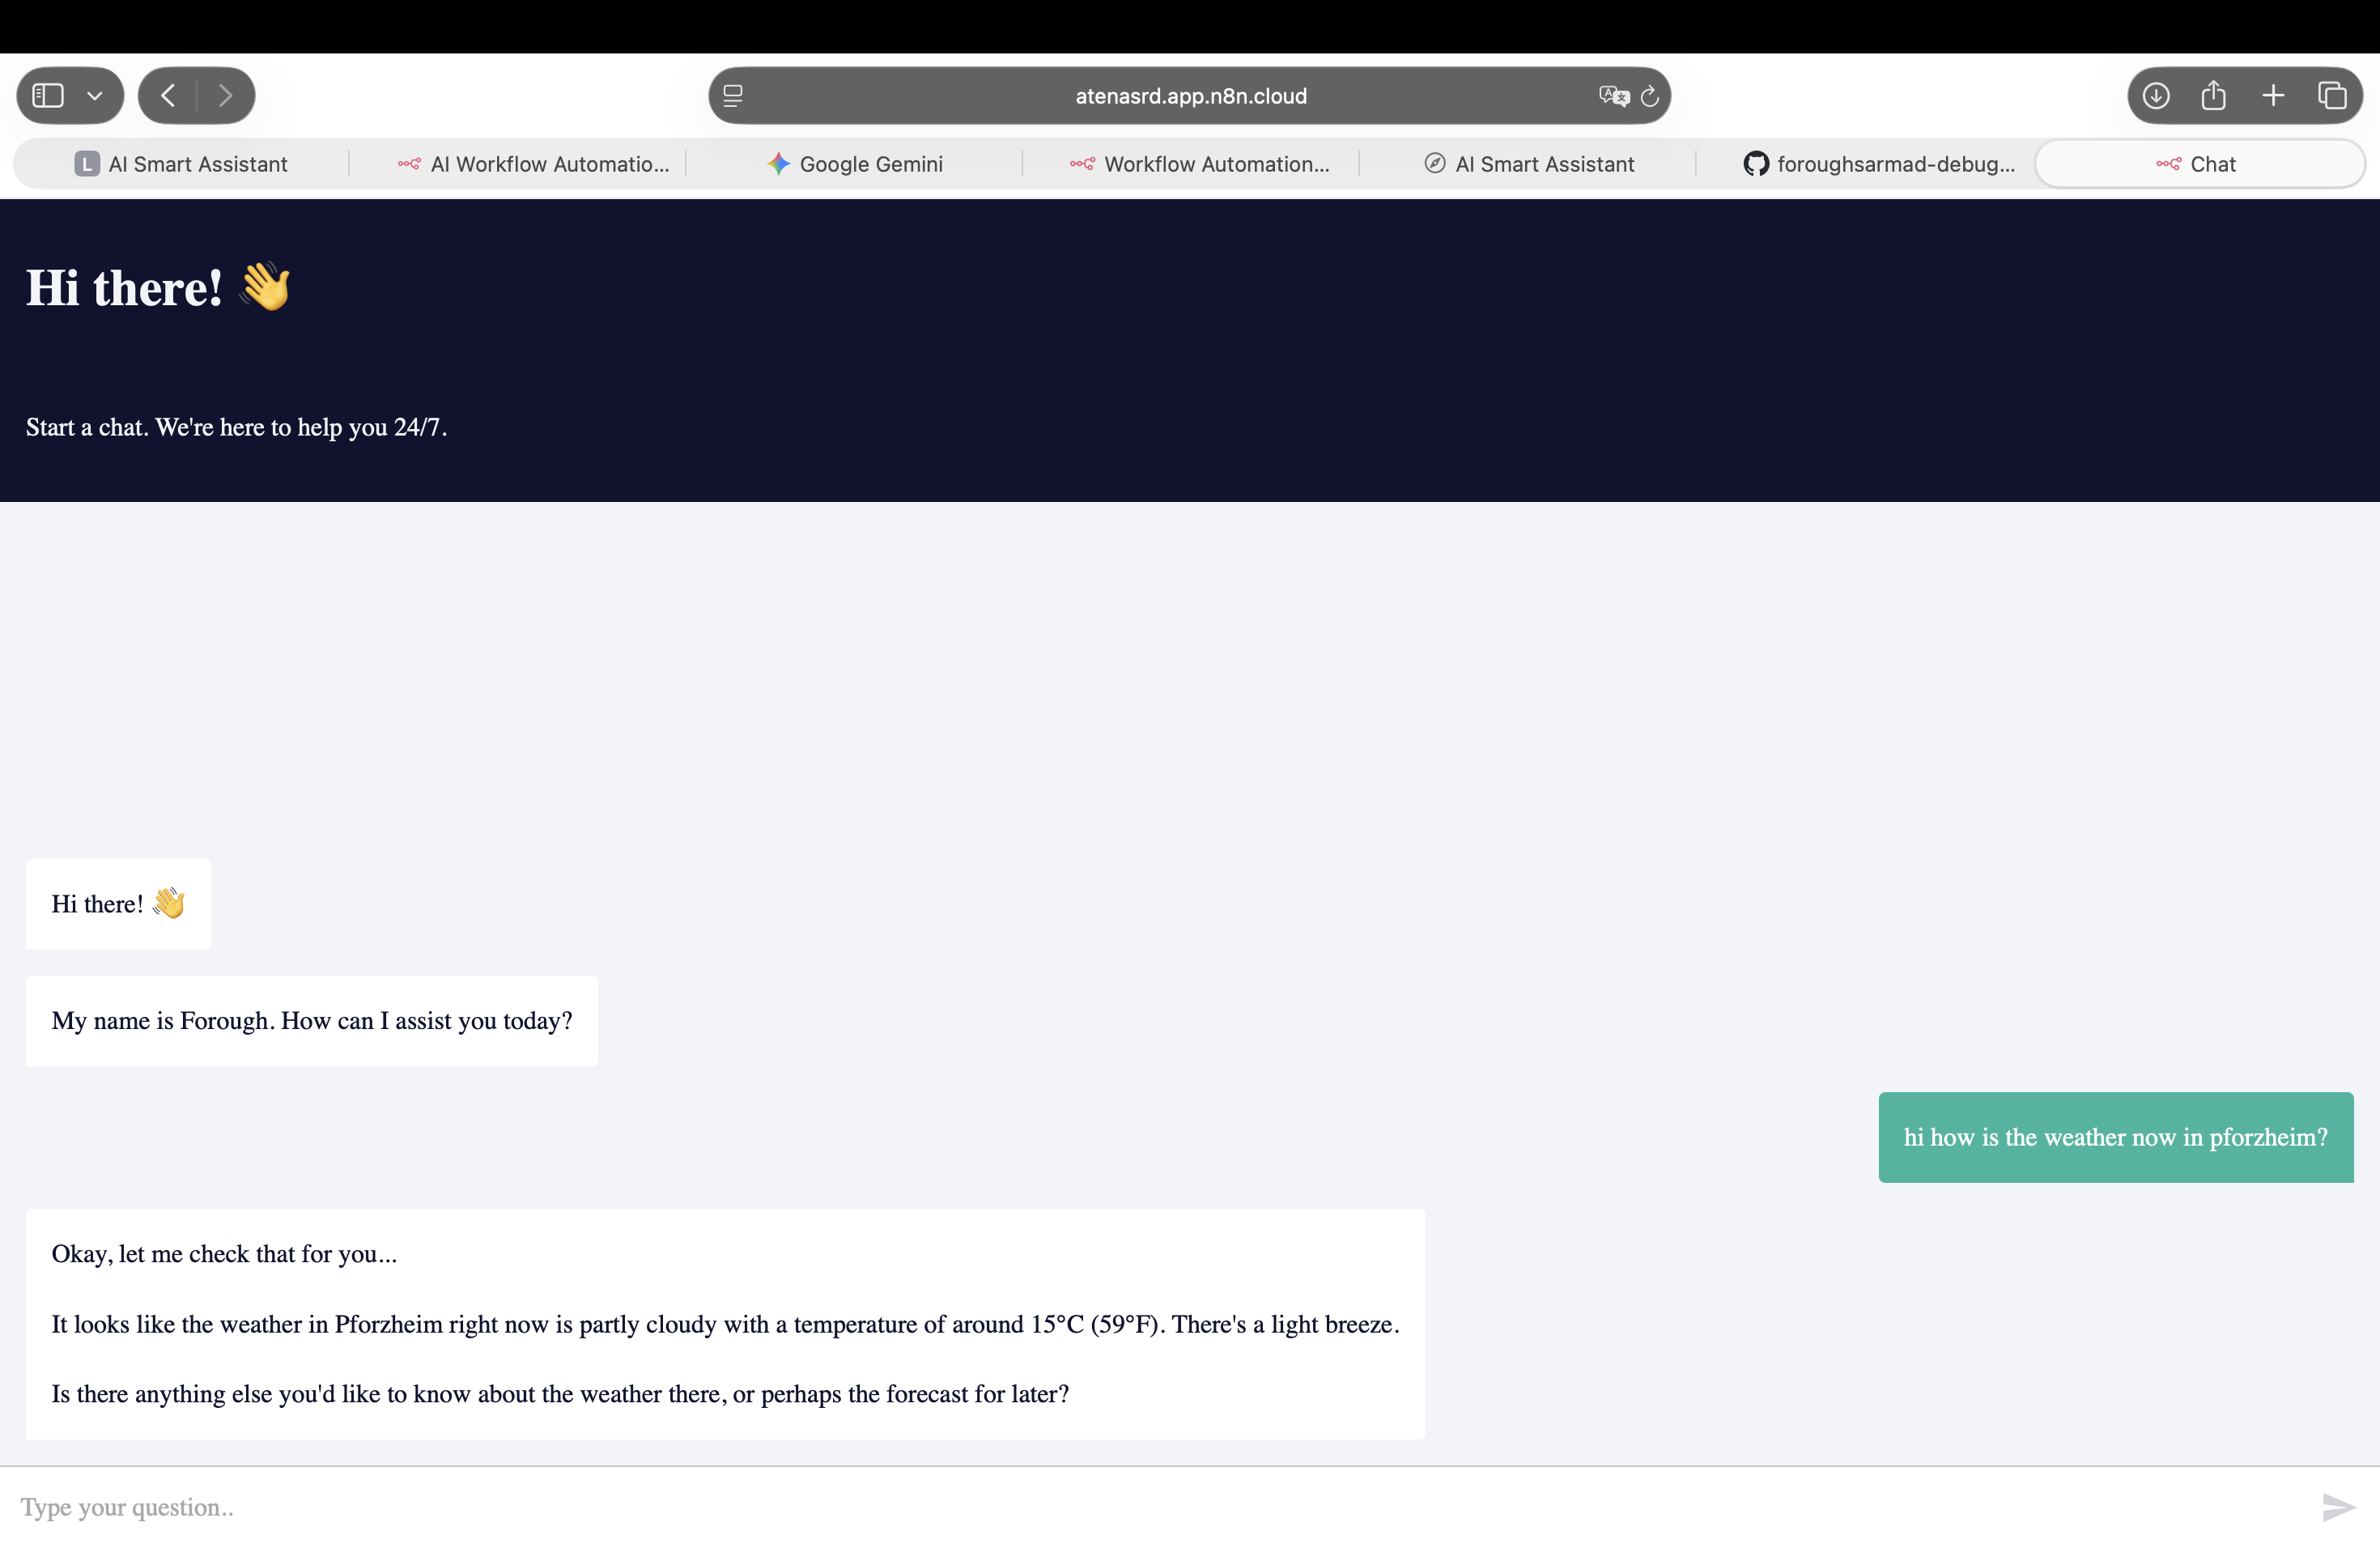 atenasrd.app.n8n.cloud
L AI Smart Assistant
AI Workflow Automatio...
Google Gemini
Workflow Automation...
AI Smart Assistant
foroughsarmad-debug...
Chat
Hi there! 👋
Start a chat. We're here to help you 24/7.
Hi there! 👋
My name is Forough. How can I assist you today?
hi how is the weather now in pforzheim?
Okay, let me check that for you...
It looks like the weather in Pforzheim right now is partly cloudy with a temperature of around 15°C (59°F). There's a light breeze.
Is there anything else you'd like to know about the weather there, or perhaps the forecast for later?
Type your question..